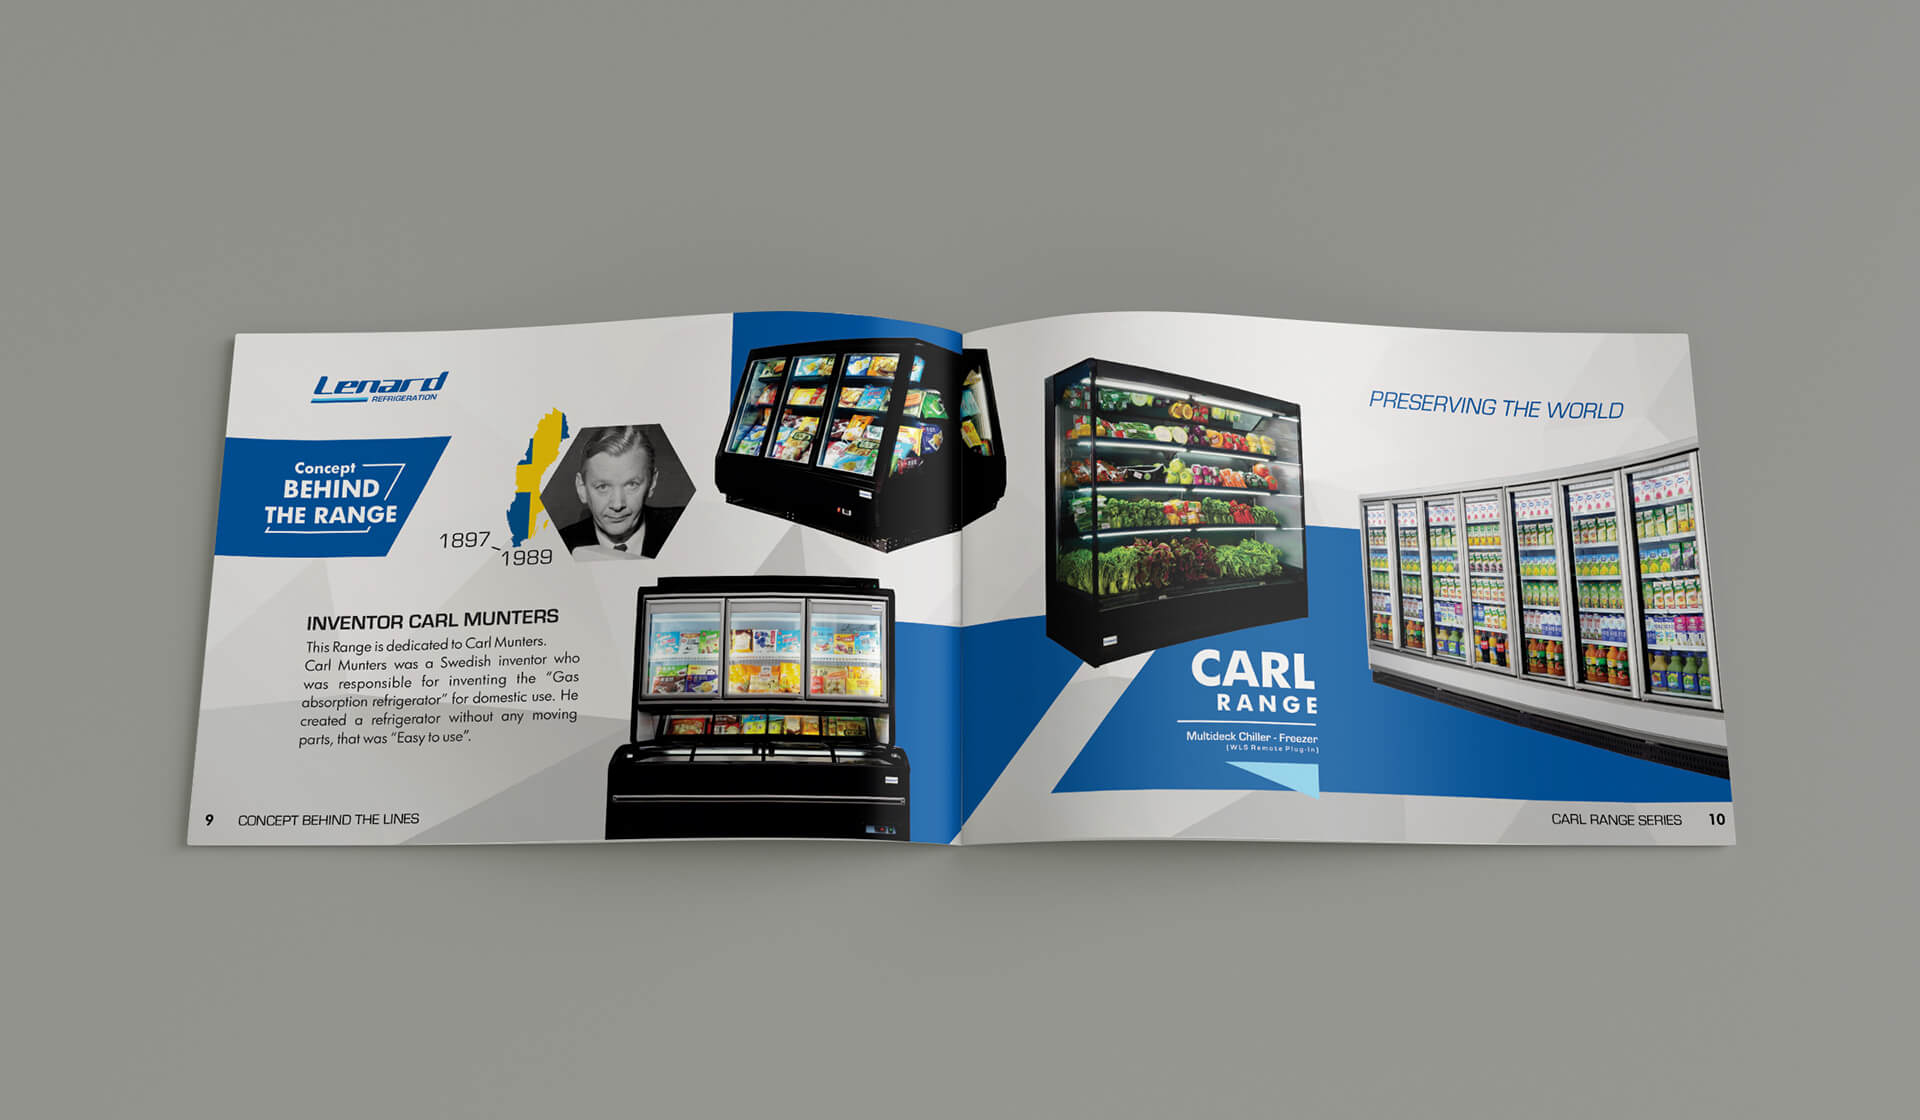 Lenard
REFRIGERATION
Concept
BEHIND
THE RANGE
1897-
1989
INVENTOR CARL MUNTERS
This Range is dedicated to Carl Munters.
Carl Munters was a Swedish inventor who
was responsible for inventing the “Gas
absorption refrigerator” for domestic use. He
created a refrigerator without any moving
parts, that was “Easy to use”.
9 CONCEPT BEHIND THE LINES
PRESERVING THE WORLD
CARL
RANGE
Multideck Chiller - Freezer
(WLS Remote Plug-In)
CARL RANGE SERIES 10